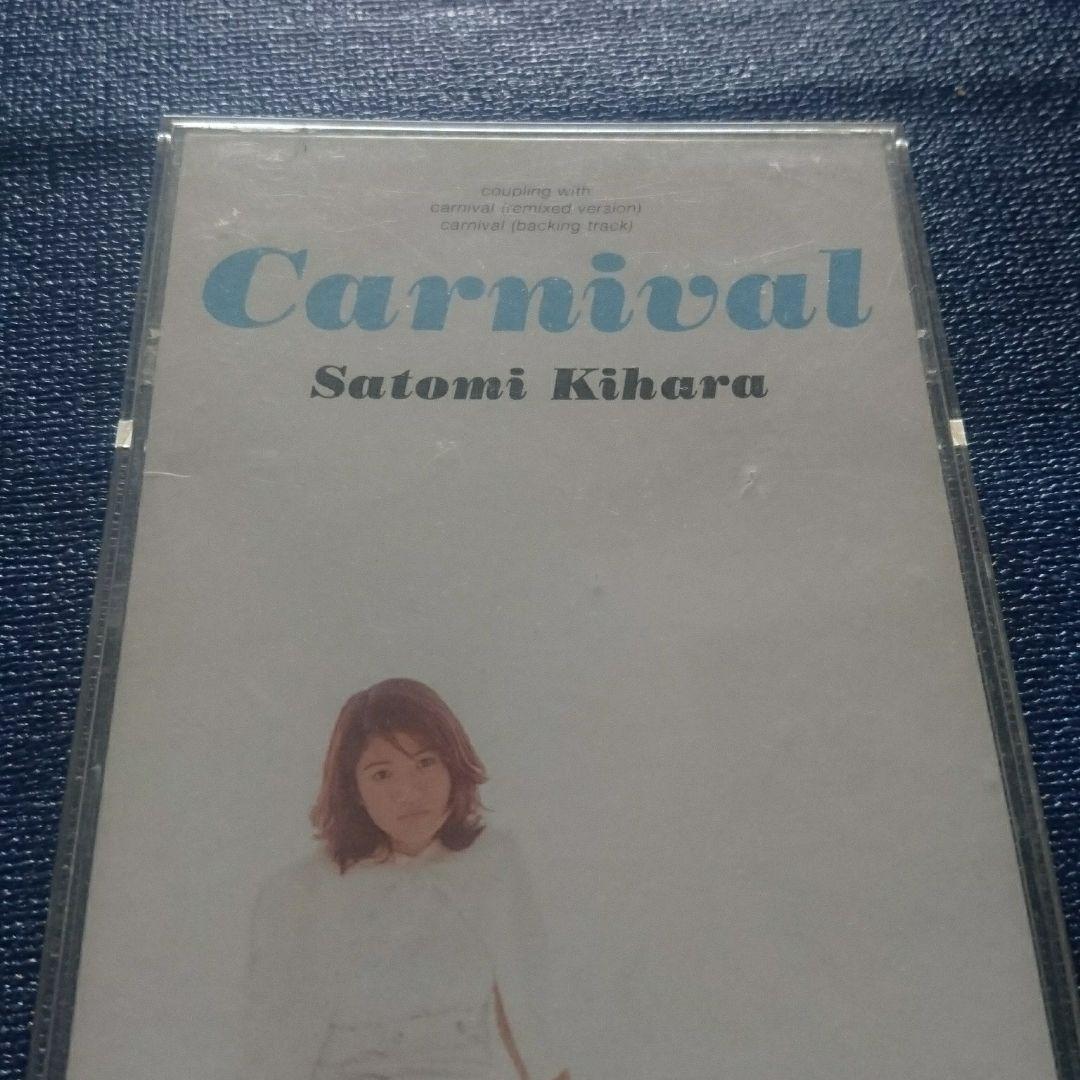 coupling with
carnival (remixed version)
carnival (backing track)
Carnival
Satomi Kihara